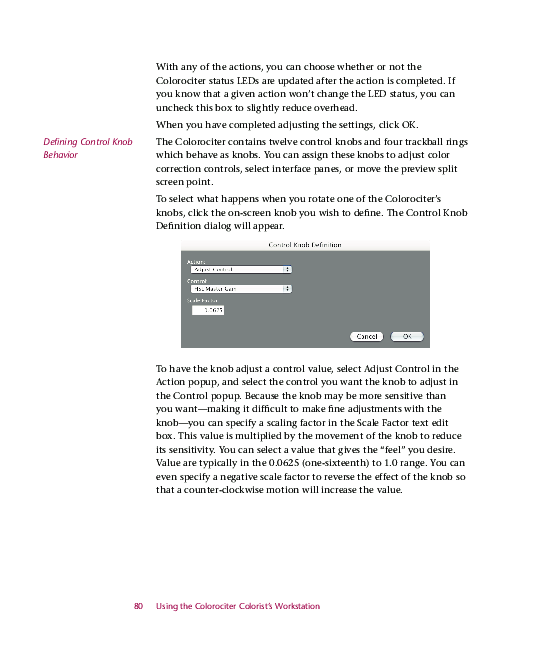 With any of the actions, you can choose whether or not the
Colorociter status LEDs are updated after the action is completed. If
you know that a given action won't change the LED status, you can
uncheck this box to slightly reduce overhead.
When you have completed adjusting the settings, click OK.
Defining Control Knob
Behavior
The Colorociter contains twelve control knobs and four trackball rings
which behave as knobs. You can assign these knobs to adjust color
correction controls, select interface panes, or move the preview split
screen point.
To select what happens when you rotate one of the Colorociter's
knobs, click the on-screen knob you wish to define. The Control Knob
Definition dialog will appear.
Control Knob Definition
Action:
Adjust Control
Control:
HSL Master Gain
Scale Factor
0.0625
Cancel OK
To have the knob adjust a control value, select Adjust Control in the
Action popup, and select the control you want the knob to adjust in
the Control popup. Because the knob may be more sensitive than
you want—making it difficult to make fine adjustments with the
knob—you can specify a scaling factor in the Scale Factor text edit
box. This value is multiplied by the movement of the knob to reduce
its sensitivity. You can select a value that gives the “feel” you desire.
Value are typically in the 0.0625 (one-sixteenth) to 1.0 range. You can
even specify a negative scale factor to reverse the effect of the knob so
that a counter-clockwise motion will increase the value.
80 Using the Colorociter Colorist's Workstation